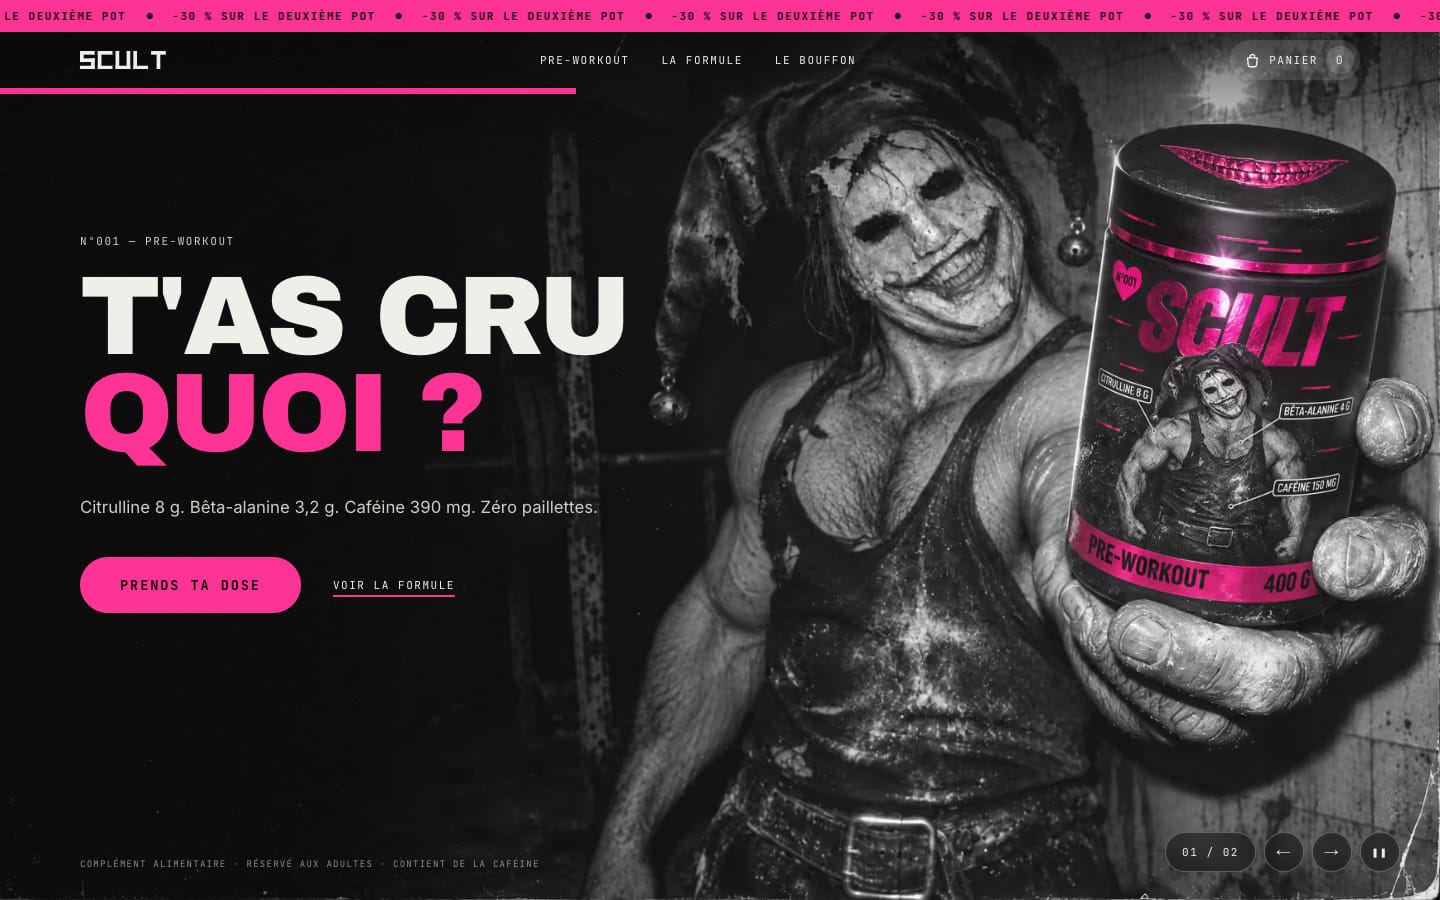 LE DEUXIÈME POT ● -30 % SUR LE DEUXIÈME POT ● -30 % SUR LE DEUXIÈME POT ● -30 % SUR LE DEUXIÈME POT ● -30 % SUR LE DEUXIÈME POT ● -30 % SUR LE DEUXIÈME POT ● -30
SCULT
PRE-WORKOUT
LA FORMULE
LE BOUFFON
PANIER 0
N°001 — PRE-WORKOUT
T'AS CRU
QUOI ?
Citrulline 8 g. Bêta-alanine 3,2 g. Caféine 390 mg. Zéro paillettes.
PRENDS TA DOSE
VOIR LA FORMULE
N°001
SCULT
CITRULLINE 8 G
BÊTA-ALANINE 4 G
CAFÉINE 150 MG
PRE-WORKOUT 400 G
COMPLÉMENT ALIMENTAIRE · RÉSERVÉ AUX ADULTES · CONTIENT DE LA CAFÉINE
01 / 02 ← →